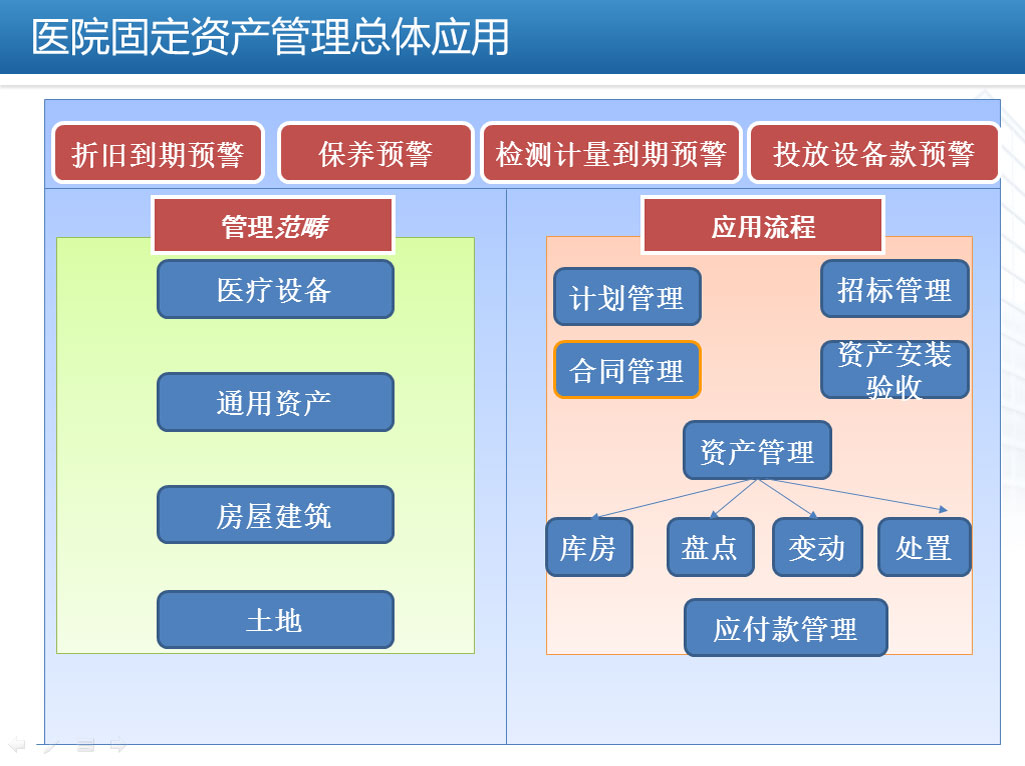 医院固定资产管理总体应用
折旧到期预警
保养预警
检测计量到期预警
投放设备款预警
管理范畴
医疗设备
通用资产
房屋建筑
土地
应用流程
计划管理
招标管理
合同管理
资产安装
验收
资产管理
库房
盘点
变动
处置
应付款管理